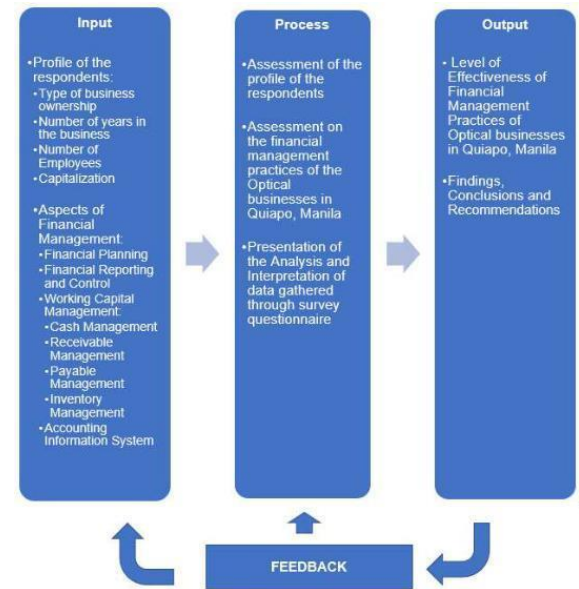 Input
•Profile of the
respondents:
•Type of business
ownership
•Number of years in
the business
•Number of
Employees
•Capitalization
•Aspects of
Financial
Management:
•Financial Planning
•Financial Reporting
and Control
•Working Capital
Management:
•Cash Management
•Receivable
Management
•Payable
Management
•Inventory
Management
•Accounting
Information System
Process
•Assessment of the
profile of the
respondents
•Assessment on
the financial
management
practices of the
Optical
businesses in
Quiapo, Manila
•Presentation of
the Analysis and
Interpretation of
data gathered
through survey
questionnaire
Output
• Level of
Effectiveness of
Financial
Management
Practices of
Optical businesses
in Quiapo, Manila
•Findings,
Conclusions and
Recommendations
FEEDBACK